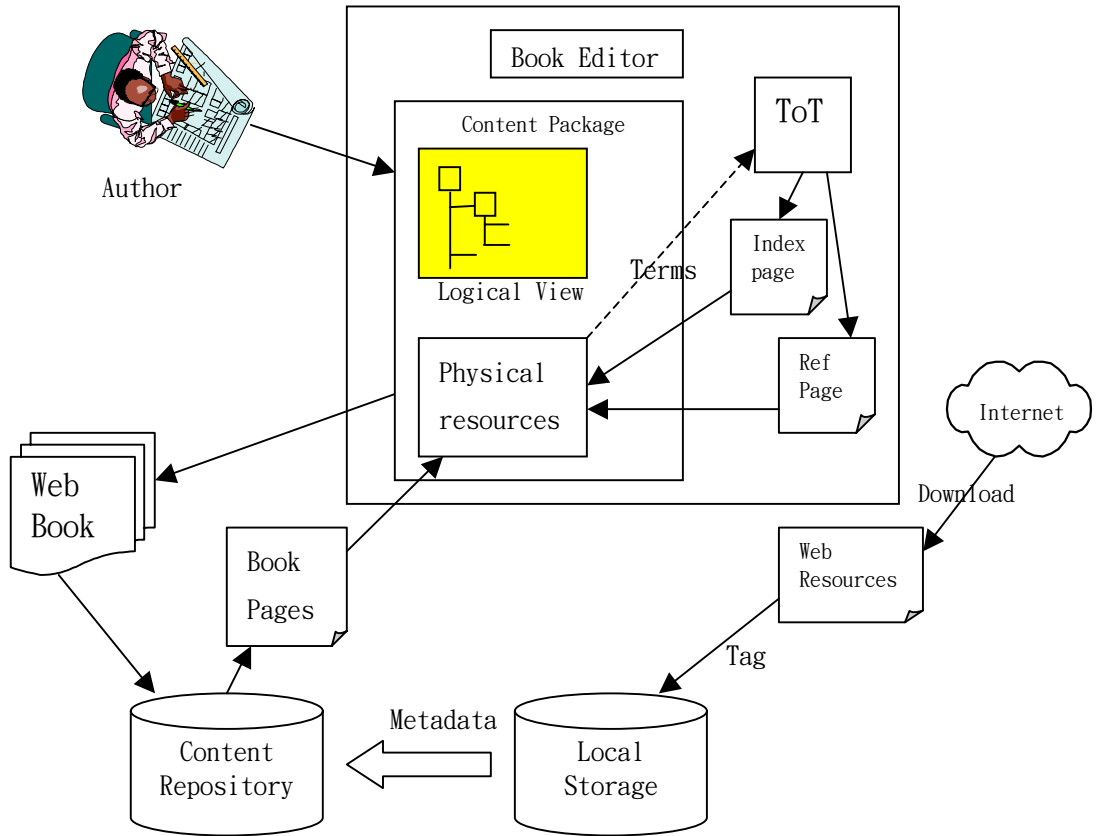 Book Editor
Content Package
ToT
Author
Index
page
Terms
Logical View
Physical
resources
Ref
Page
Internet
Web
Book
Download
Book
Pages
Web
Resources
Tag
Metadata
Content
Repository
Local
Storage